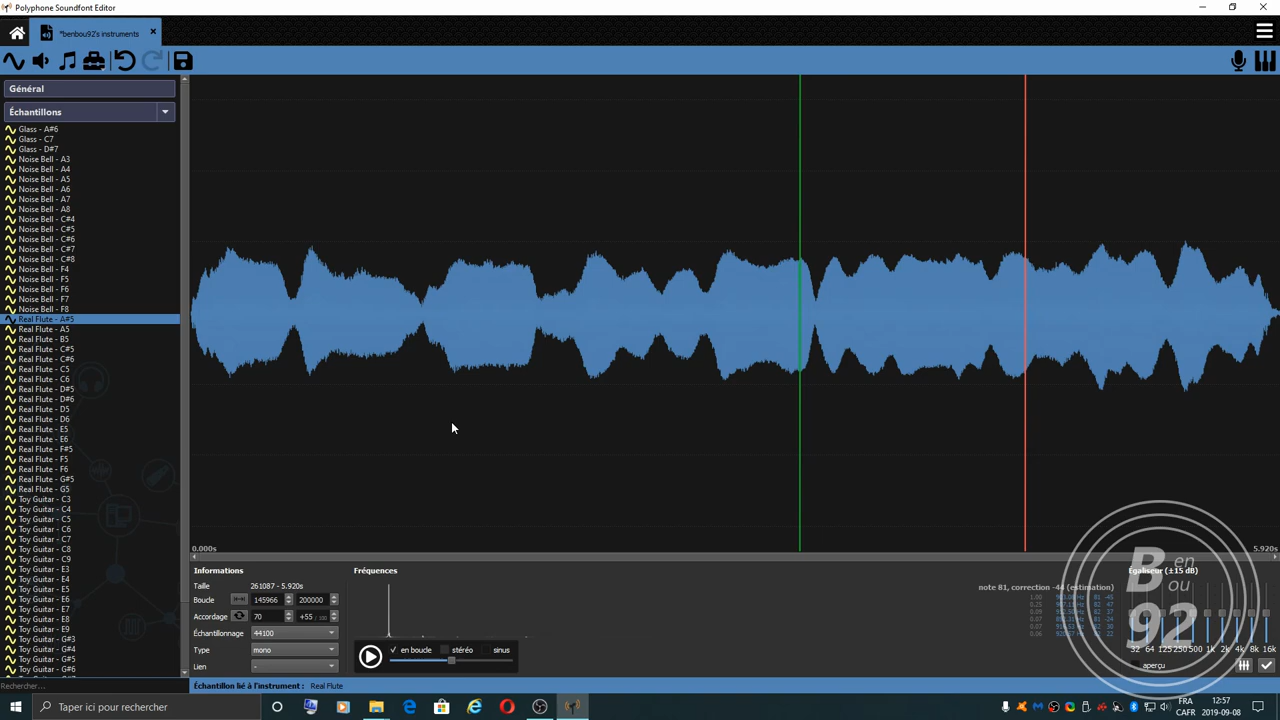 Polyphone Soundfont Editor
*benbou92's instruments
Général
Échantillons
Glass - A#6
Glass - C7
Glass - D#7
Noise Bell - A3
Noise Bell - A4
Noise Bell - A5
Noise Bell - A6
Noise Bell - A7
Noise Bell - A8
Noise Bell - C#4
Noise Bell - C#5
Noise Bell - C#6
Noise Bell - C#7
Noise Bell - C#8
Noise Bell - F4
Noise Bell - F5
Noise Bell - F6
Noise Bell - F7
Noise Bell - F8
Real Flute - A#5
Real Flute - A5
Real Flute - B5
Real Flute - C#5
Real Flute - C#6
Real Flute - C5
Real Flute - C6
Real Flute - D#5
Real Flute - D#6
Real Flute - D5
Real Flute - D6
Real Flute - E5
Real Flute - E6
Real Flute - F#5
Real Flute - F5
Real Flute - F6
Real Flute - G#5
Real Flute - G5
Toy Guitar - C3
Toy Guitar - C4
Toy Guitar - C5
Toy Guitar - C6
Toy Guitar - C7
Toy Guitar - C8
Toy Guitar - C9
Toy Guitar - E3
Toy Guitar - E4
Toy Guitar - E5
Toy Guitar - E6
Toy Guitar - E7
Toy Guitar - E8
Toy Guitar - E9
Toy Guitar - G#3
Toy Guitar - G#4
Toy Guitar - G#5
Toy Guitar - G#6
Rechercher...
0.000s
5.920s
Informations
Taille 261087 - 5.920s
Boucle 145966 200000
Accordage 70 +55 / 100
Échantillonnage 44100
Type mono
Lien -
Fréquences
en boucle stéréo sinus
note 81, correction -44 (estimation)
Égaliseur (±15 dB)
32 64 125 250 500 1k 2k 4k 8k 16k
aperçu
B en
ou
92
Échantillon lié à l'instrument : Real Flute
Taper ici pour rechercher
FRA
CAFR
12:57
2019-09-08